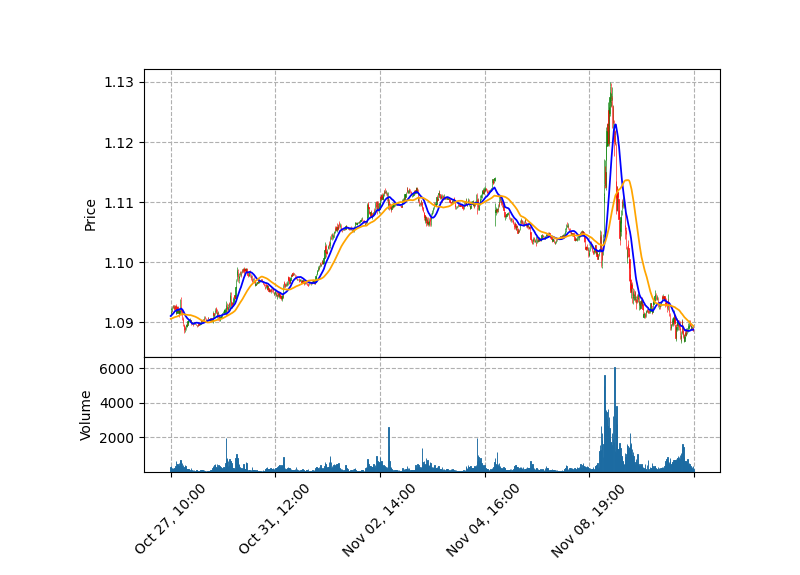 1.13
1.12
1.11
1.10
1.09
Price
6000
4000
2000
Volume
Oct 27, 10:00
Oct 31, 12:00
Nov 02, 14:00
Nov 04, 16:00
Nov 08, 19:00